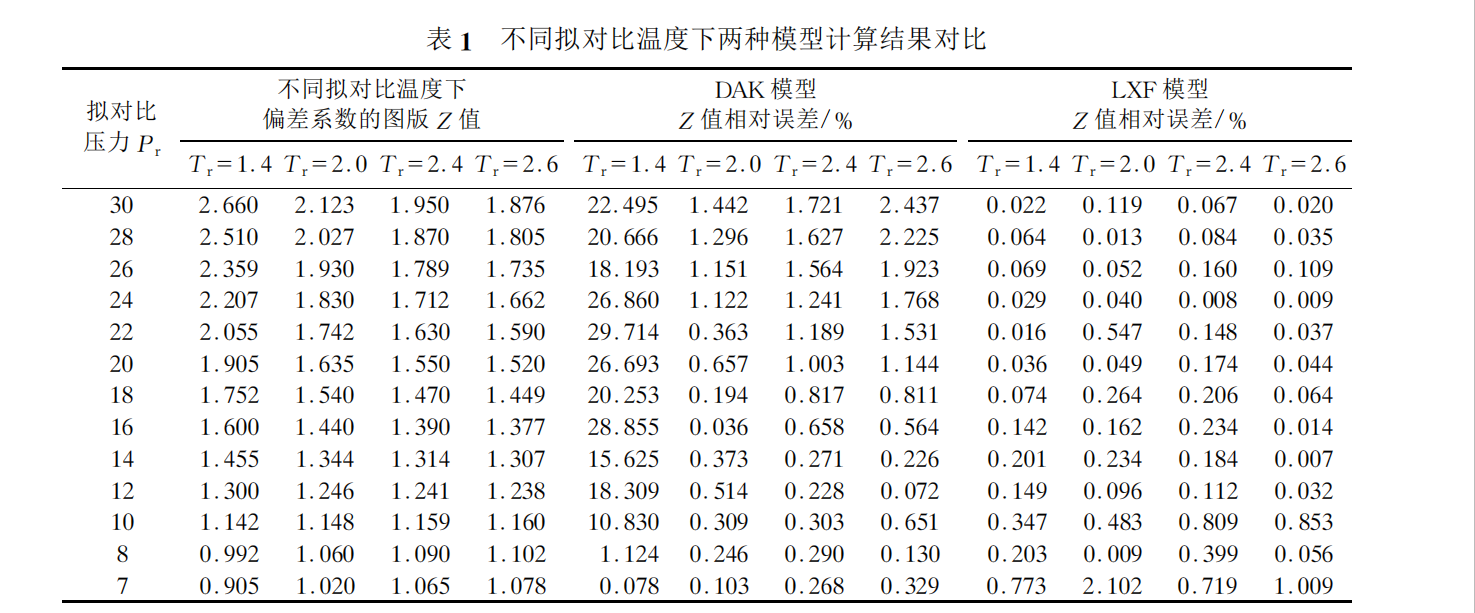 表1 不同拟对比温度下两种模型计算结果对比
拟对比
压力 Pr
不同拟对比温度下
偏差系数的图版 Z 值
DAK 模型
Z 值相对误差/%
LXF 模型
Z 值相对误差/%
Tr=1.4 Tr=2.0 Tr=2.4 Tr=2.6 Tr=1.4 Tr=2.0 Tr=2.4 Tr=2.6 Tr=1.4 Tr=2.0 Tr=2.4 Tr=2.6
30 2.660 2.123 1.950 1.876 22.495 1.442 1.721 2.437 0.022 0.119 0.067 0.020
28 2.510 2.027 1.870 1.805 20.666 1.296 1.627 2.225 0.064 0.013 0.084 0.035
26 2.359 1.930 1.789 1.735 18.193 1.151 1.564 1.923 0.069 0.052 0.160 0.109
24 2.207 1.830 1.712 1.662 26.860 1.122 1.241 1.768 0.029 0.040 0.008 0.009
22 2.055 1.742 1.630 1.590 29.714 0.363 1.189 1.531 0.016 0.547 0.148 0.037
20 1.905 1.635 1.550 1.520 26.693 0.657 1.003 1.144 0.036 0.049 0.174 0.044
18 1.752 1.540 1.470 1.449 20.253 0.194 0.817 0.811 0.074 0.264 0.206 0.064
16 1.600 1.440 1.390 1.377 28.855 0.036 0.658 0.564 0.142 0.162 0.234 0.014
14 1.455 1.344 1.314 1.307 15.625 0.373 0.271 0.226 0.201 0.234 0.184 0.007
12 1.300 1.246 1.241 1.238 18.309 0.514 0.228 0.072 0.149 0.096 0.112 0.032
10 1.142 1.148 1.159 1.160 10.830 0.309 0.303 0.651 0.347 0.483 0.809 0.853
8 0.992 1.060 1.090 1.102 1.124 0.246 0.290 0.130 0.203 0.009 0.399 0.056
7 0.905 1.020 1.065 1.078 0.078 0.103 0.268 0.329 0.773 2.102 0.719 1.009